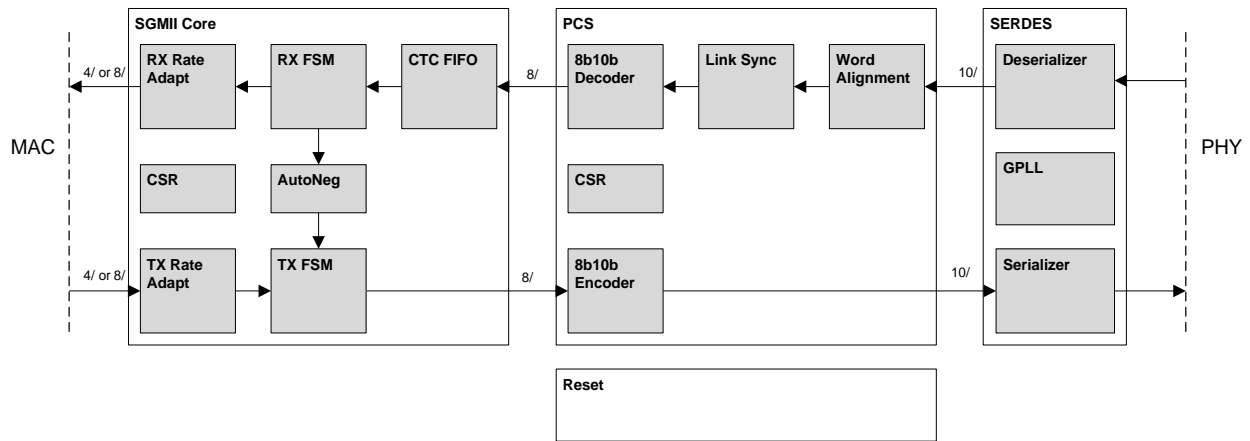 SGMII Core
PCS
SERDES
RX Rate
Adapt
RX FSM
CTC FIFO
8b10b
Decoder
Link Sync
Word
Alignment
Deserializer
4/ or 8/
8/
10/
MAC
PHY
CSR
AutoNeg
CSR
GPLL
TX Rate
Adapt
TX FSM
8b10b
Encoder
Serializer
4/ or 8/
8/
10/
Reset